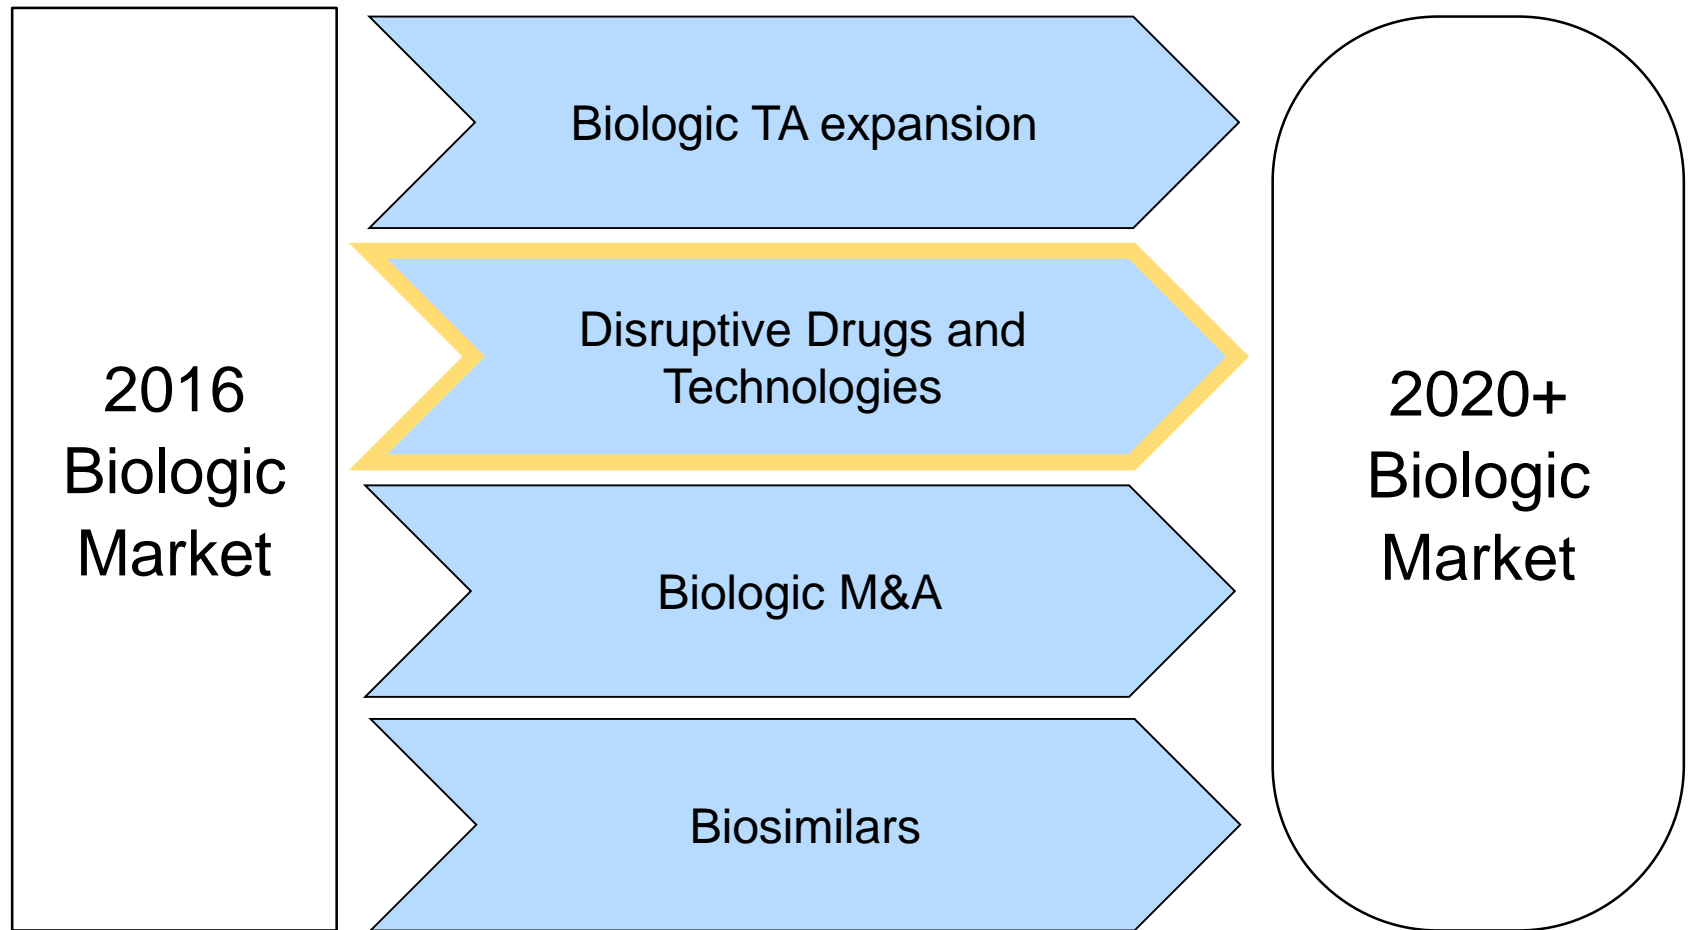 2016
Biologic
Market
Biologic TA expansion
Disruptive Drugs and
Technologies
Biologic M&A
Biosimilars
2020+
Biologic
Market